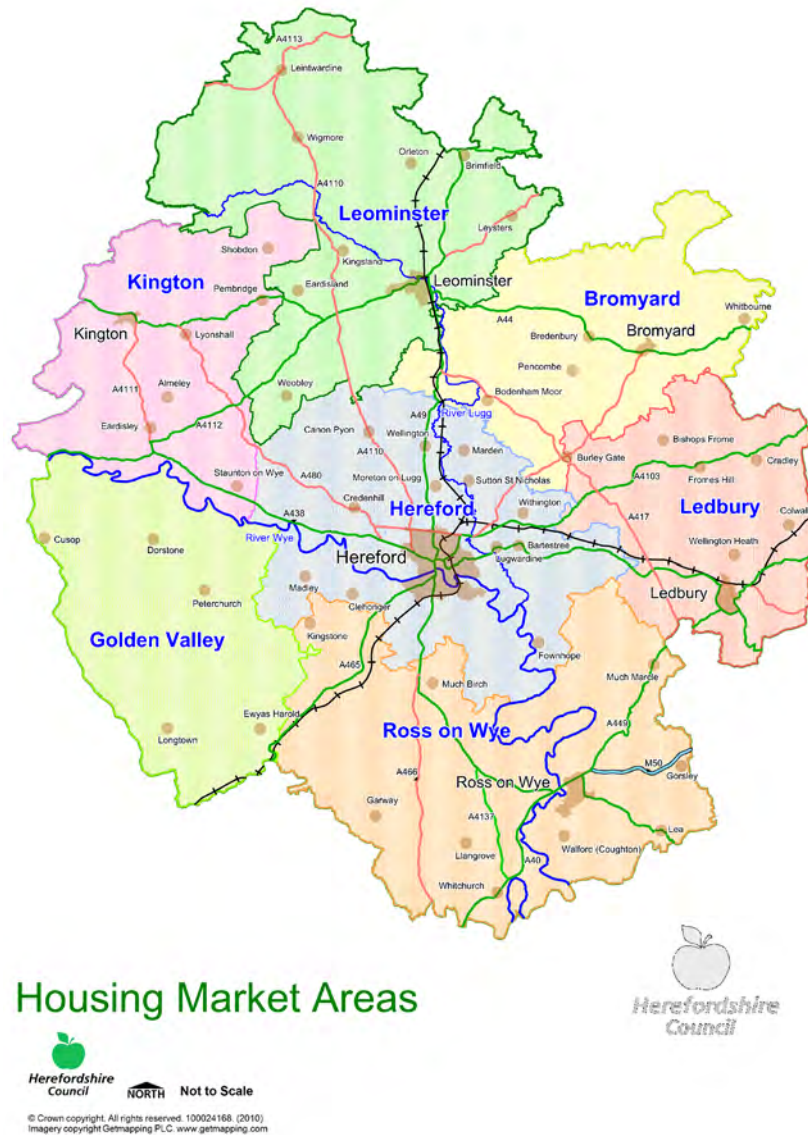 A4113
Leintwardine
Wigmore
Orleton
Brimfield
A4110
Leominster
Leysters
Shobdon
Kingsland
Kington
Pembridge
Eardisland
Leominster
Bromyard
Whitbourne
Kington
Lyonshall
A44
Bredenbury
Bromyard
Pencombe
A4111
Almeley
Weobley
Bodenham Moor
A49
River Lugg
Eardisley
A4112
Canon Pyon
Wellington
A4110
Marden
Burley Gate
Bishops Frome
Cradley
Staunton on Wye
A480
Moreton on Lugg
Sutton St Nicholas
A4103
Fromes Hill
Credenhill
Hereford
Withington
Ledbury
A438
A417
Colwall
River Wye
Cusop
Dorstone
Hereford
Bartestree
Lugwardine
Wellington Heath
Madley
Ledbury
Peterchurch
Clehonger
Golden Valley
Kingstone
Fownhope
A465
Much Birch
Much Marcle
Ewyas Harold
Longtown
Ross on Wye
A449
M50
A466
Ross on Wye
Gorsley
Garway
A4137
Lea
Llangrove
A40
Walford (Coughton)
Whitchurch
Housing Market Areas
Herefordshire
Council
Herefordshire
Council
NORTH
Not to Scale
© Crown copyright. All rights reserved. 100024168. (2010)
Imagery copyright Getmapping PLC. www.getmapping.com